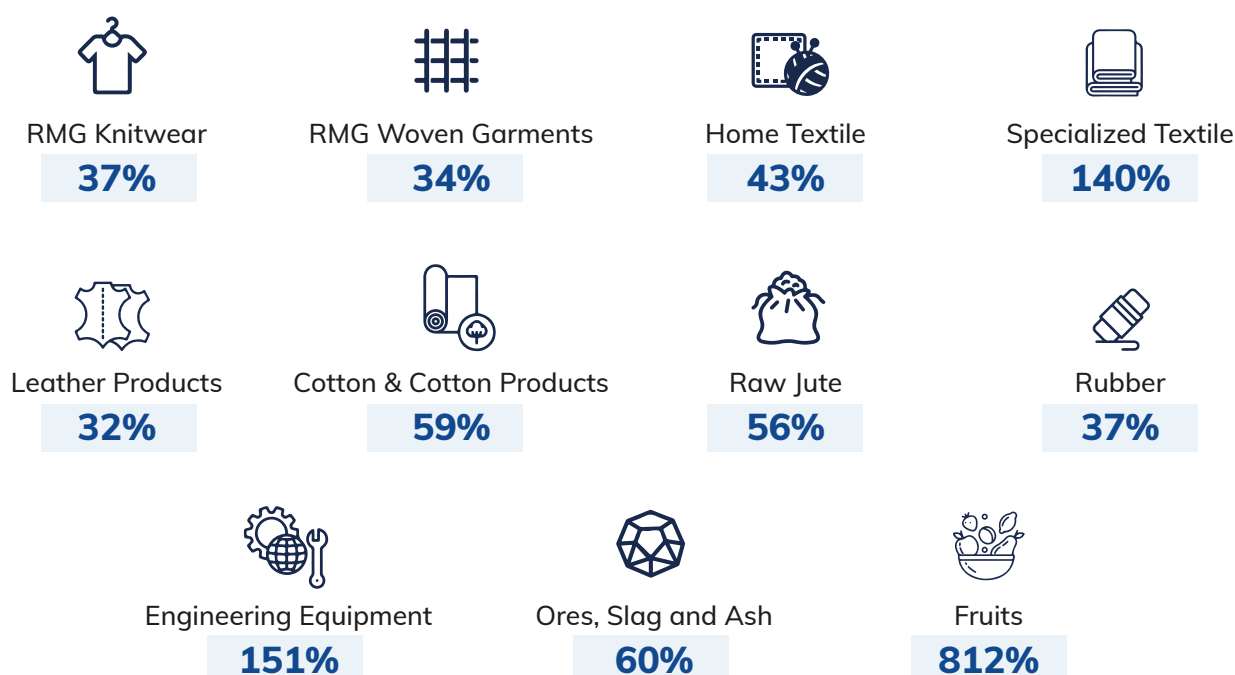 RMG Knitwear
37%
RMG Woven Garments
34%
Home Textile
43%
Specialized Textile
140%
Leather Products
32%
Cotton & Cotton Products
59%
Raw Jute
56%
Rubber
37%
Engineering Equipment
151%
Ores, Slag and Ash
60%
Fruits
812%